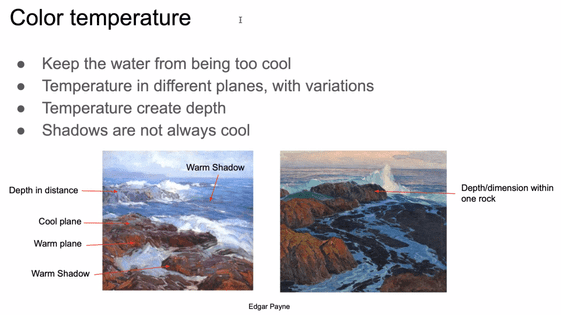 Color temperature
● Keep the water from being too cool
● Temperature in different planes, with variations
● Temperature create depth
● Shadows are not always cool
Warm Shadow
Depth in distance
Cool plane
Warm plane
Warm Shadow
Depth/dimension within
one rock
Edgar Payne